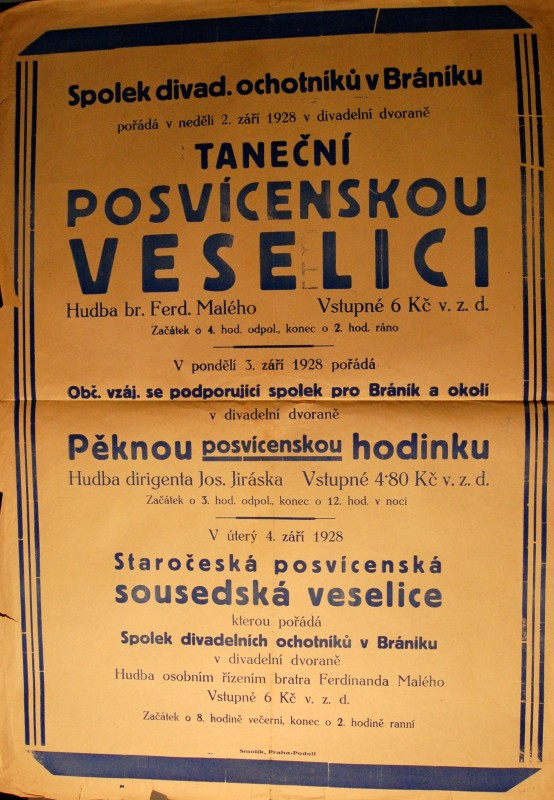 Spolek divad. ochotníků v Bráníku
pořádá v neděli 2. září 1928 v divadelní dvoraně
TANEČNÍ
POSVÍCENSKOU
VESELICI
Hudba br. Ferd. Malého Vstupné 6 Kč v. z. d.
Začátek o 4. hod. odpol., konec o 2. hod. ráno
V pondělí 3. září 1928 pořádá
Obč. vzáj. se podporující spolek pro Bráník a okolí
v divadelní dvoraně
Pěknou posvícenskou hodinku
Hudba dirigenta Jos. Jiráska Vstupné 4·80 Kč v. z. d.
Začátek o 3. hod. odpol., konec o 12. hod. v noci
V úterý 4. září 1928
Staročeská posvícenská
sousedská veselice
kterou pořádá
Spolek divadelních ochotníků v Bráníku
v divadelní dvoraně
Hudba osobním řízením bratra Ferdinanda Malého
Vstupné 6 Kč v. z. d.
Začátek o 8. hodině večerní, konec o 2. hodině ranní
Praha-Podolí